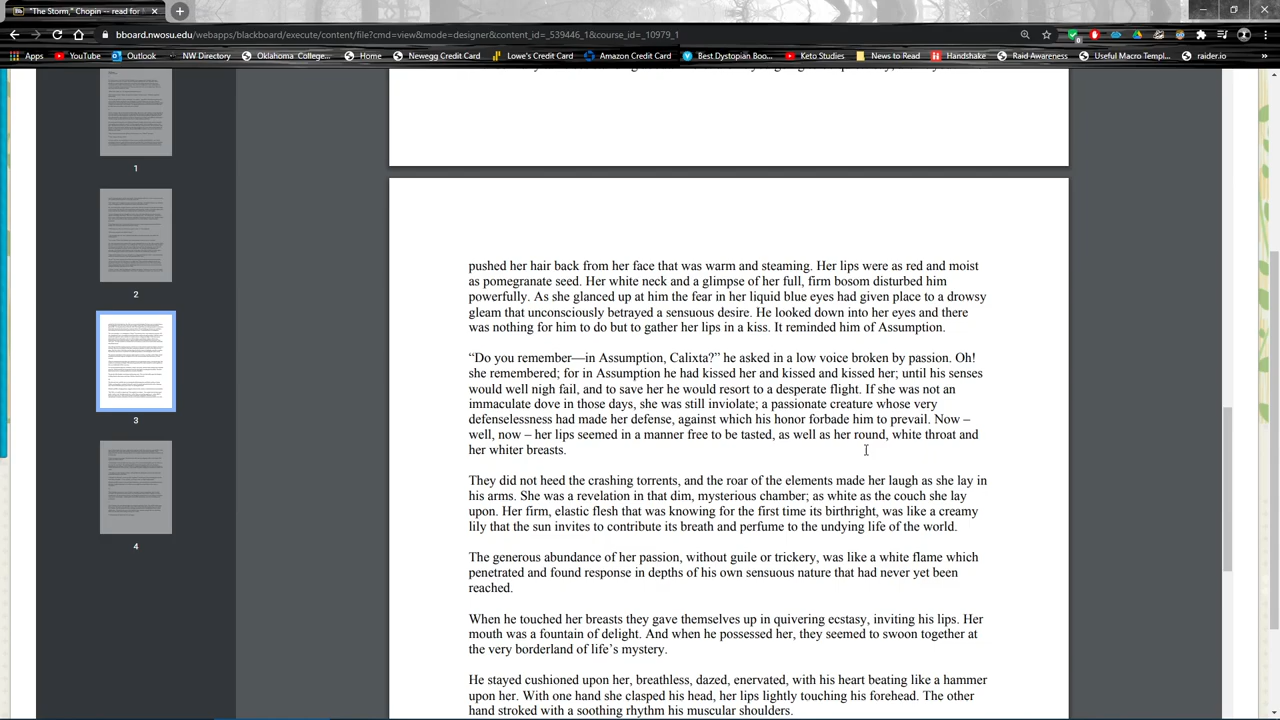 "The Storm," Chopin -- read for
bboard.nwosu.edu/webapps/blackboard/execute/content/file?cmd=view&mode=designer&content_id=_539446_1&course_id=_10979_1
Apps YouTube Outlook NW Directory Oklahoma College... Home Newegg Credit Card Lowe's Credit Card Amazon Credit Card Best Dystopian Boo... Keto Studies News to Read Handshake Raid Awareness Useful Macro Templ... raider.io
1
2
3
4
pushed her hair back from her face that was warm and steaming. Her lips were as red and moist
as pomegranate seed. Her white neck and a glimpse of her full, firm bosom disturbed him
powerfully. As she glanced up at him the fear in her liquid blue eyes had given place to a drowsy
gleam that unconsciously betrayed a sensuous desire. He looked down into her eyes and there
was nothing for him to do but to gather her lips in a kiss. It reminded him of Assumption.
“Do you remember—in Assumption, Calixta?” he asked in a low voice broken by passion. Oh!
she remembered; for in Assumption he had kissed her and kissed and kissed her; until his senses
would well nigh fail, and to save her he would resort to a desperate flight. If she was not an
immaculate dove in those days, she was still inviolate; a passionate creature whose very
defenselessness had made her defense, against which his honor forbade him to prevail. Now –
well, now – her lips seemed in a manner free to be tasted, as well as her round, white throat and
her whiter breasts.
They did not heed the crashing torrents, and the roar of the elements made her laugh as she lay in
his arms. She was a revelation in that dim, mysterious chamber; as white as the couch she lay
upon. Her firm, elastic flesh that was knowing for the first time its birthright, was like a creamy
lily that the sun invites to contribute its breath and perfume to the undying life of the world.
The generous abundance of her passion, without guile or trickery, was like a white flame which
penetrated and found response in depths of his own sensuous nature that had never yet been
reached.
When he touched her breasts they gave themselves up in quivering ecstasy, inviting his lips. Her
mouth was a fountain of delight. And when he possessed her, they seemed to swoon together at
the very borderland of life’s mystery.
He stayed cushioned upon her, breathless, dazed, enervated, with his heart beating like a hammer
upon her. With one hand she clasped his head, her lips lightly touching his forehead. The other
hand stroked with a soothing rhythm his muscular shoulders.